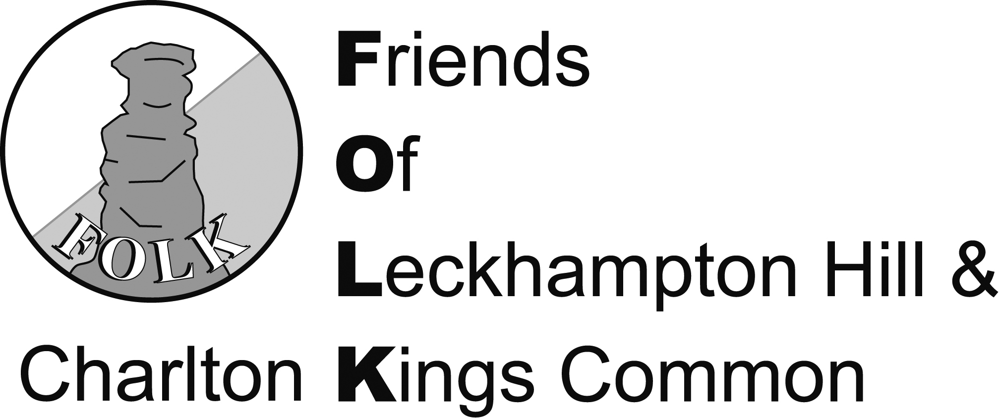 FOLK
Friends
Of
Leckhampton Hill &
Charlton Kings Common